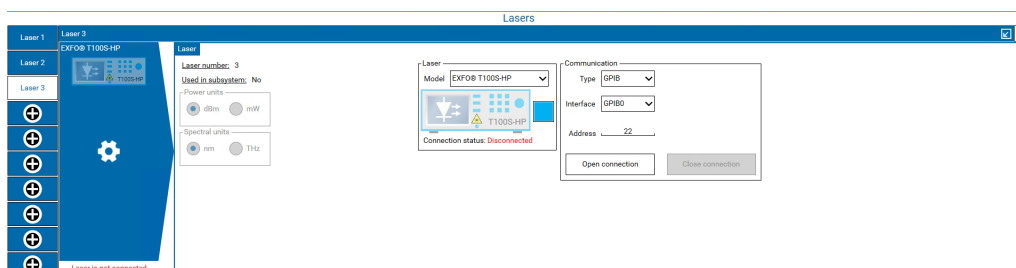 Lasers
Laser 1
Laser 2
Laser 3
Laser 3
EXFO® T100S-HP
T100S-HP
Laser is not connected
Laser
Laser number: 3
Used in subsystem: No
Power units
dBm mW
Spectral units
nm THz
Laser
Model EXFO® T100S-HP
T100S-HP
Connection status: Disconnected
Communication
Type GPIB
Interface GPIB0
Address 22
Open connection Close connection